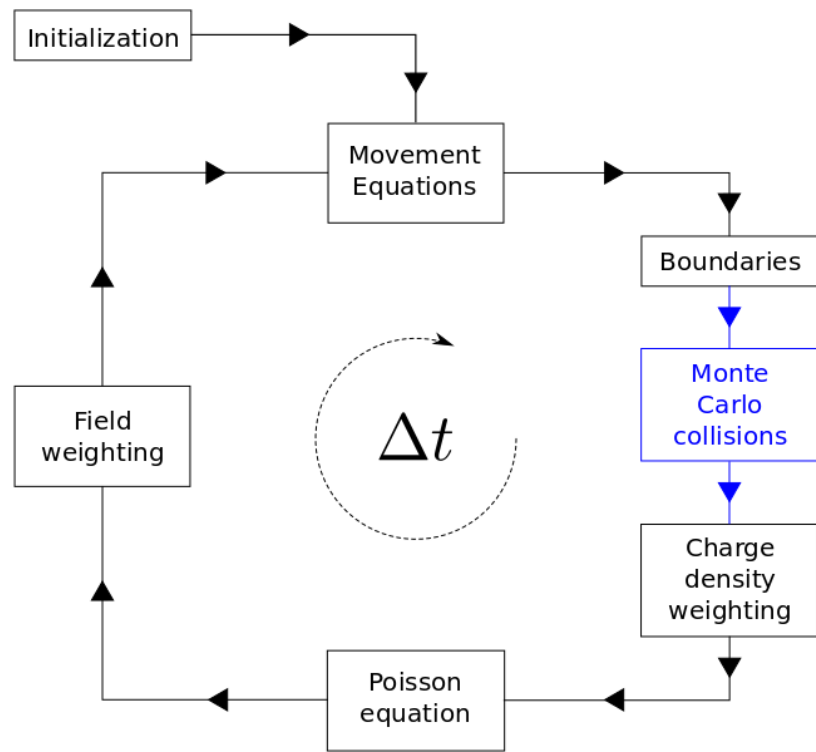 Initialization
Movement
Equations
Boundaries
Monte
Carlo
collisions
Field
weighting
Δt
Charge
density
weighting
Poisson
equation